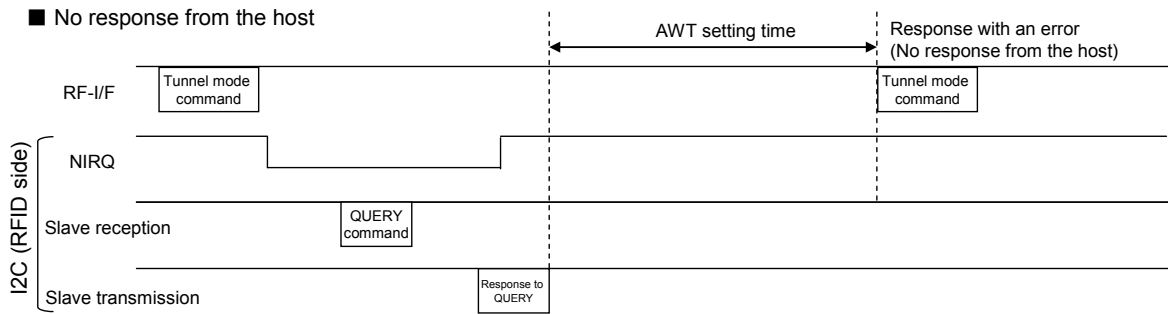 ■ No response from the host
AWT setting time
Response with an error
(No response from the host)
RF-I/F
Tunnel mode
command
Tunnel mode
command
I2C (RFID side)
NIRQ
Slave reception
QUERY
command
Slave transmission
Response to
QUERY